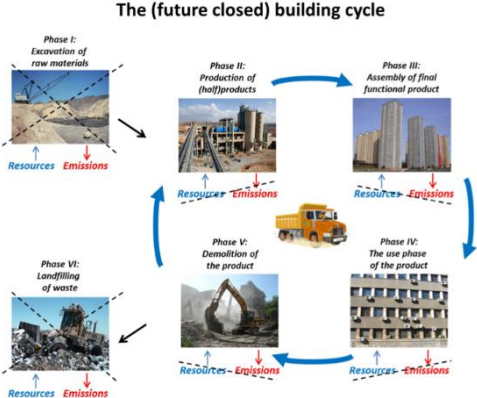 The (future closed) building cycle
Phase I:
Excavation of
raw materials
Resources Emissions
Phase II:
Production of
(half)products
Resources Emissions
Phase III:
Assembly of final
functional product
Resources Emissions
Phase VI:
Landfilling
of waste
Resources Emissions
Phase V:
Demolition of
the product
Resources Emissions
Phase IV:
The use phase
of the product
Resources Emissions